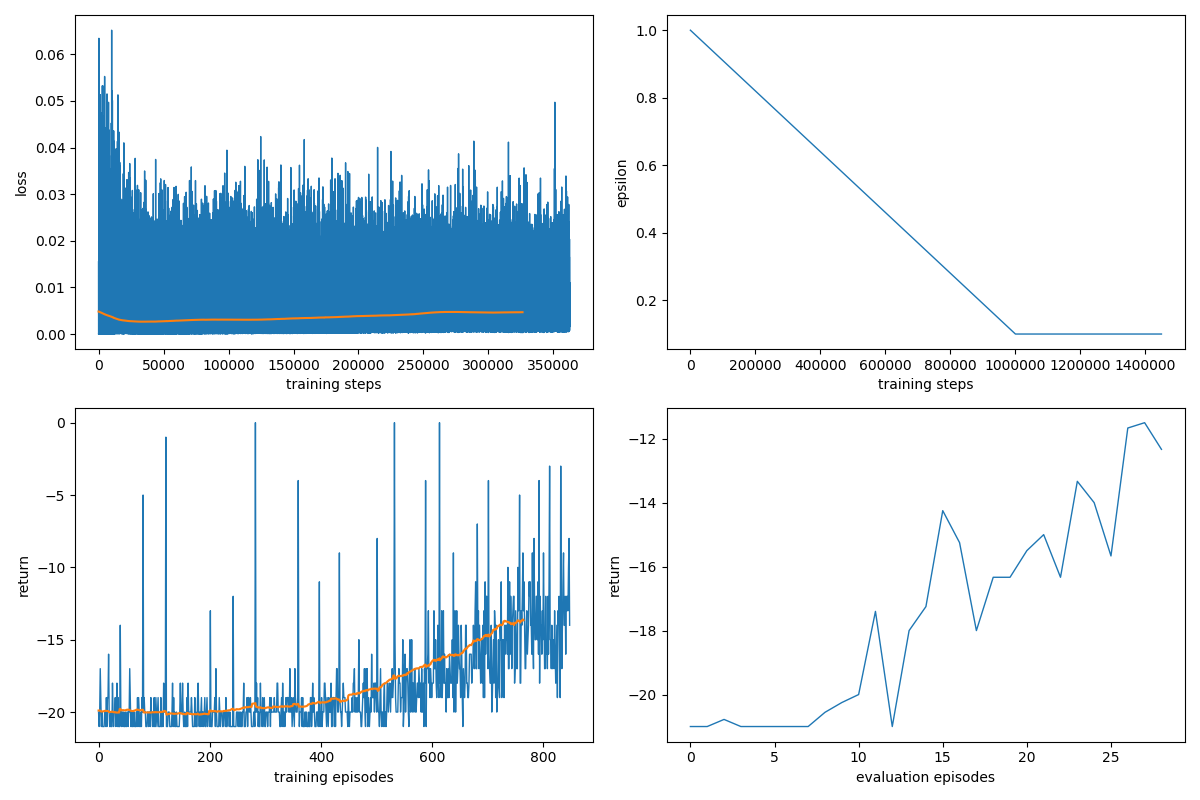 0.06
0.05
0.04
0.03
0.02
0.01
0.00
loss
0 50000 100000 150000 200000 250000 300000 350000
training steps
1.0
0.8
0.6
0.4
0.2
epsilon
0 200000 400000 600000 800000 1000000 1200000 1400000
training steps
0
−5
−10
−15
−20
return
0 200 400 600 800
training episodes
−12
−14
−16
−18
−20
return
0 5 10 15 20 25
evaluation episodes